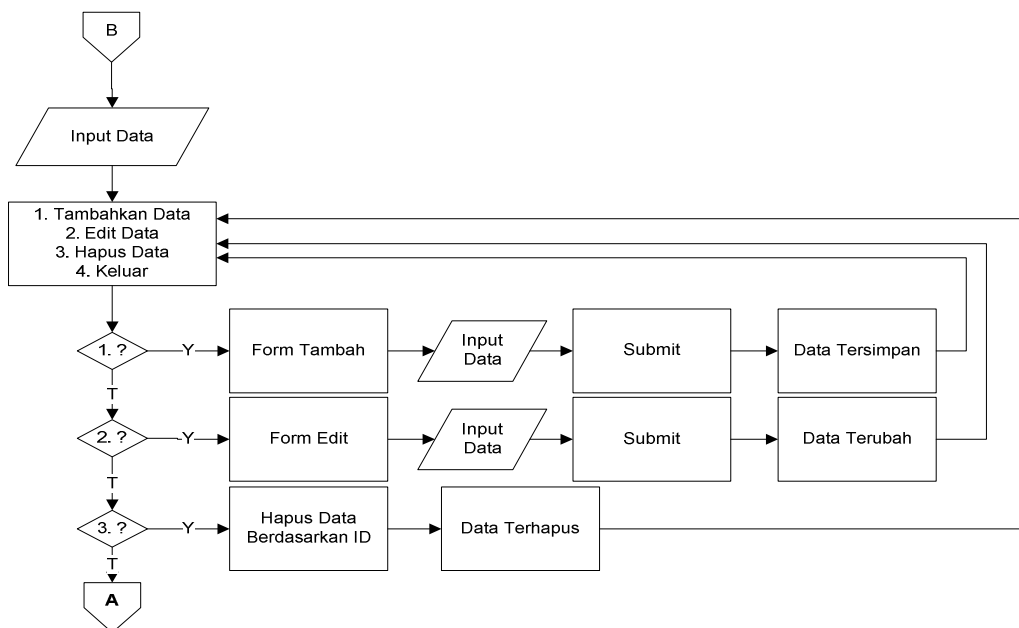 B
Input Data
1. Tambahkan Data
2. Edit Data
3. Hapus Data
4. Keluar
1. ?
Y
Form Tambah
Input
Data
Submit
Data Tersimpan
T
2. ?
Y
Form Edit
Input
Data
Submit
Data Terubah
T
3. ?
Y
Hapus Data
Berdasarkan ID
Data Terhapus
T
A